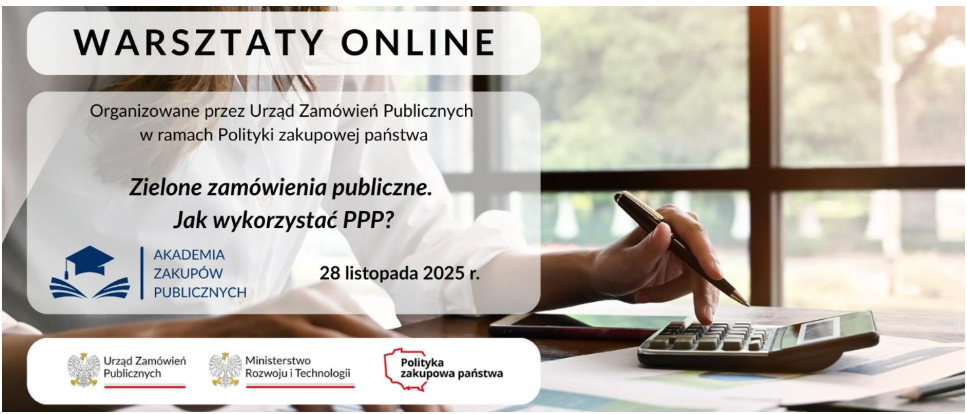 WARSZTATY ONLINE
Organizowane przez Urząd Zamówień Publicznych
w ramach Polityki zakupowej państwa
Zielone zamówienia publiczne.
Jak wykorzystać PPP?
AKADEMIA
ZAKUPÓW
PUBLICZNYCH
28 listopada 2025 r.
Urząd Zamówień
Publicznych
Ministerstwo
Rozwoju i Technologii
Polityka
zakupowa państwa